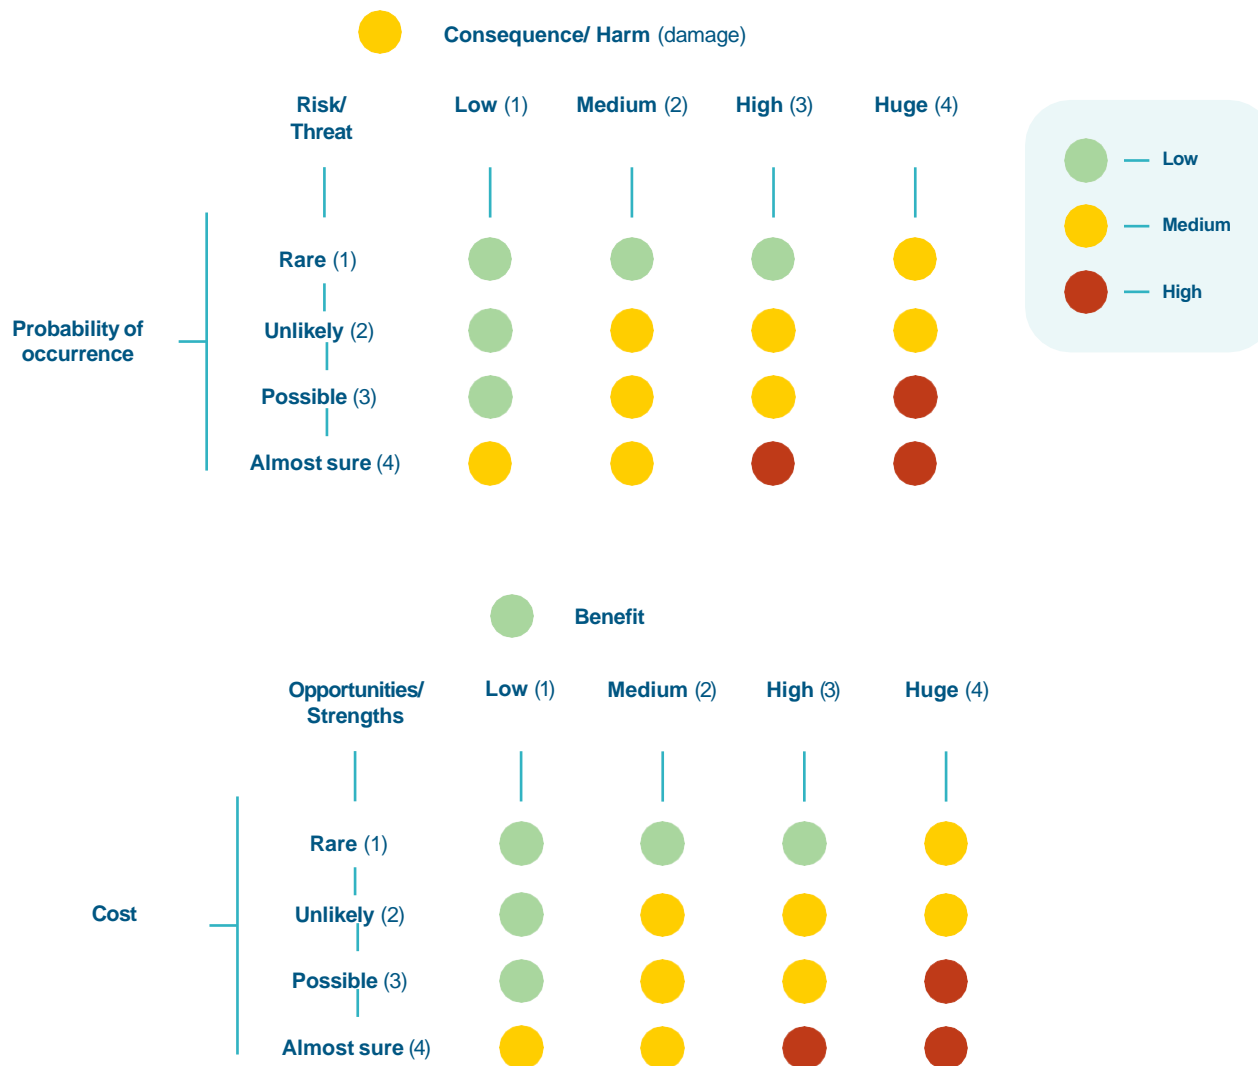 Consequence/ Harm (damage)
Risk/
Threat
Low (1)
Medium (2)
High (3)
Huge (4)
Low
Medium
High
Rare (1)
Unlikely (2)
Possible (3)
Almost sure (4)
Probability of
occurrence
Benefit
Opportunities/
Strengths
Low (1)
Medium (2)
High (3)
Huge (4)
Rare (1)
Unlikely (2)
Possible (3)
Almost sure (4)
Cost